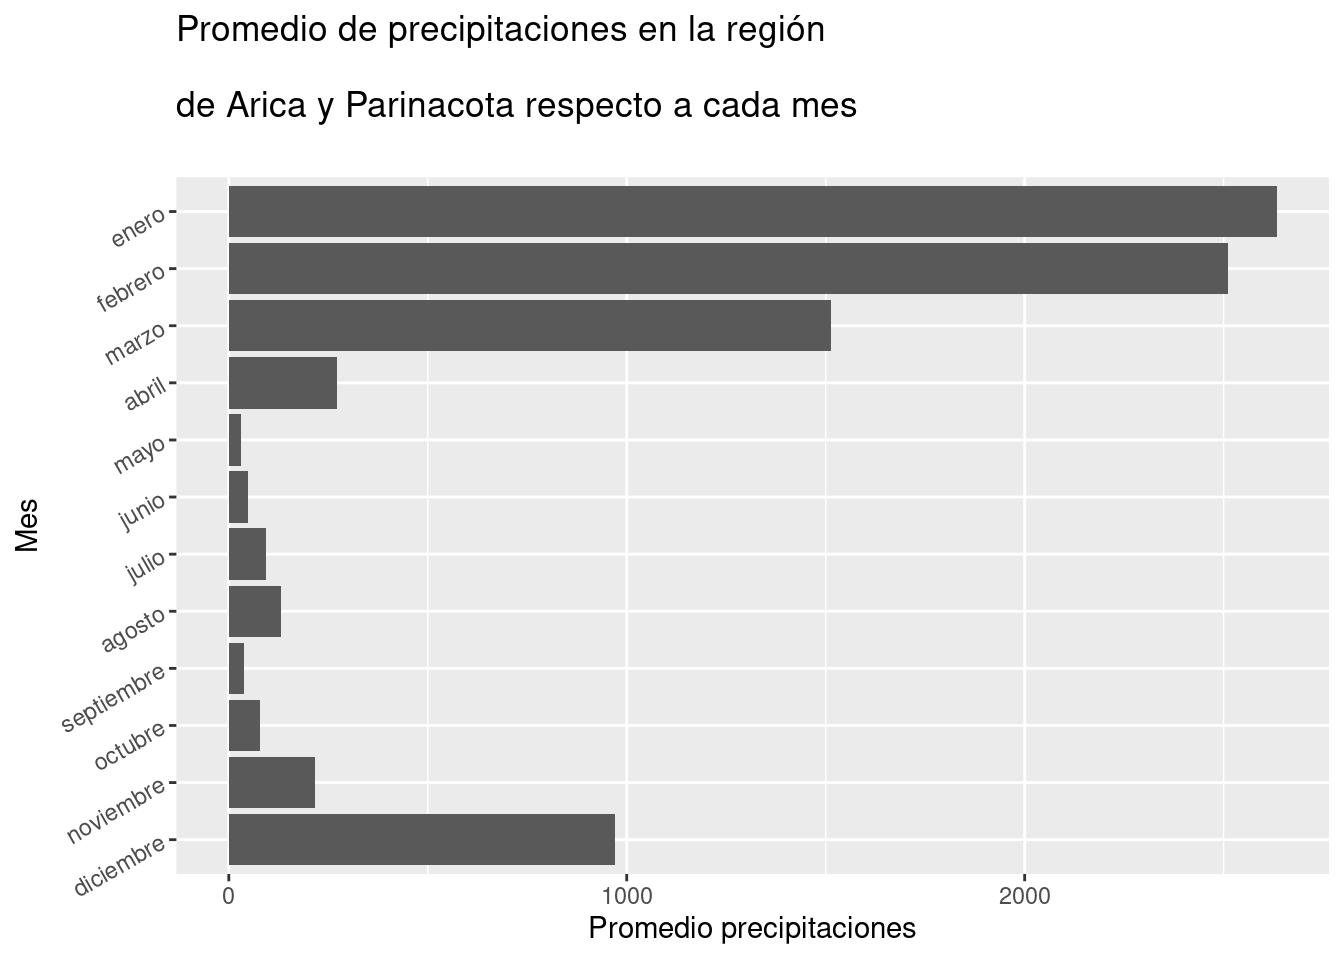 Promedio de precipitaciones en la región
de Arica y Parinacota respecto a cada mes
enero
febrero
marzo
abril
mayo
junio
julio
agosto
septiembre
octubre
noviembre
diciembre
Mes
0 1000 2000
Promedio precipitaciones